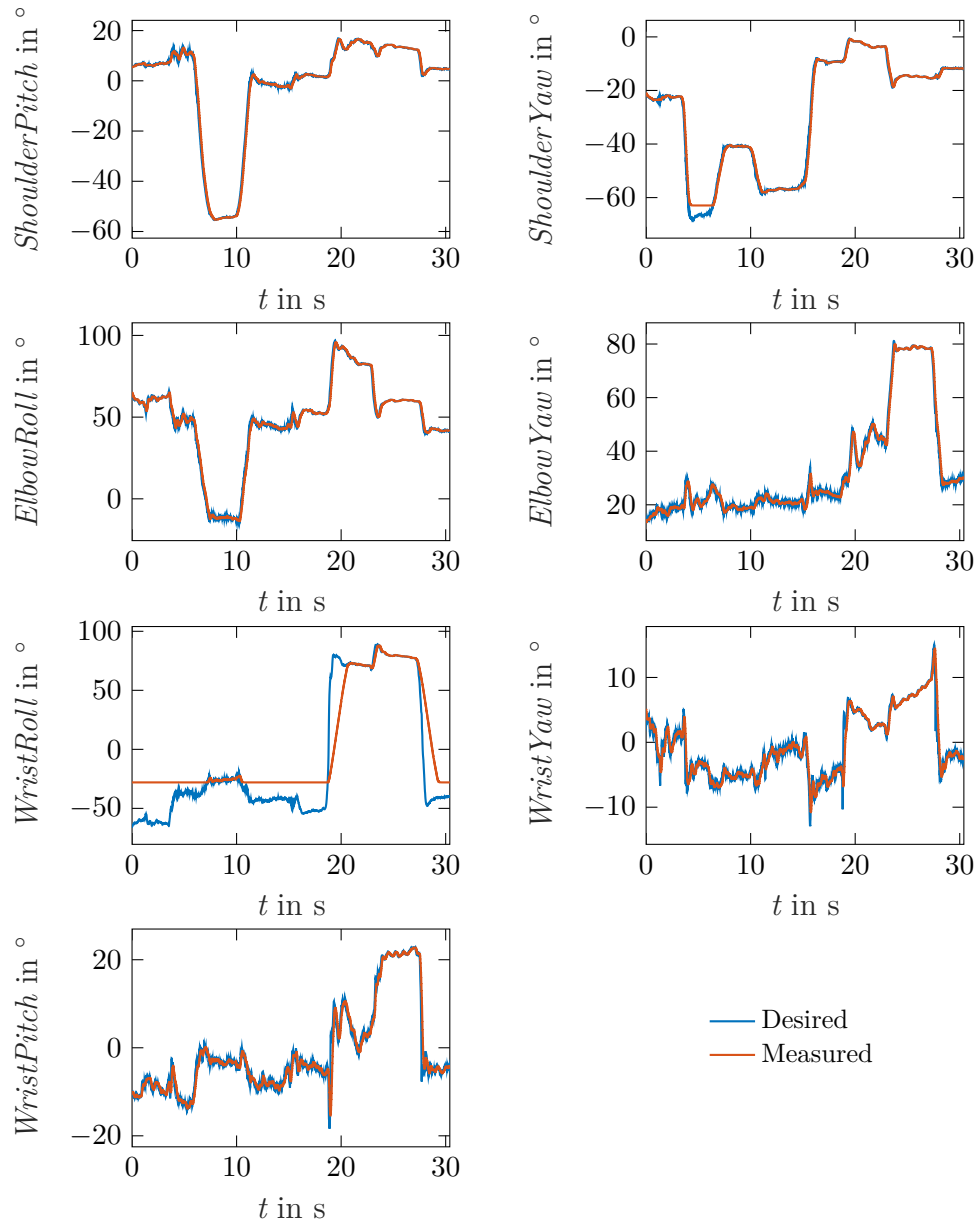 ShoulderPitch in °
20
0
−20
−40
−60
0 10 20 30
t in s
ShoulderYaw in °
0
−20
−40
−60
0 10 20 30
t in s
ElbowRoll in °
100
50
0
0 10 20 30
t in s
ElbowYaw in °
80
60
40
20
0 10 20 30
t in s
WristRoll in °
100
50
0
−50
0 10 20 30
t in s
WristYaw in °
10
0
−10
0 10 20 30
t in s
WristPitch in °
20
0
−20
0 10 20 30
t in s
Desired
Measured